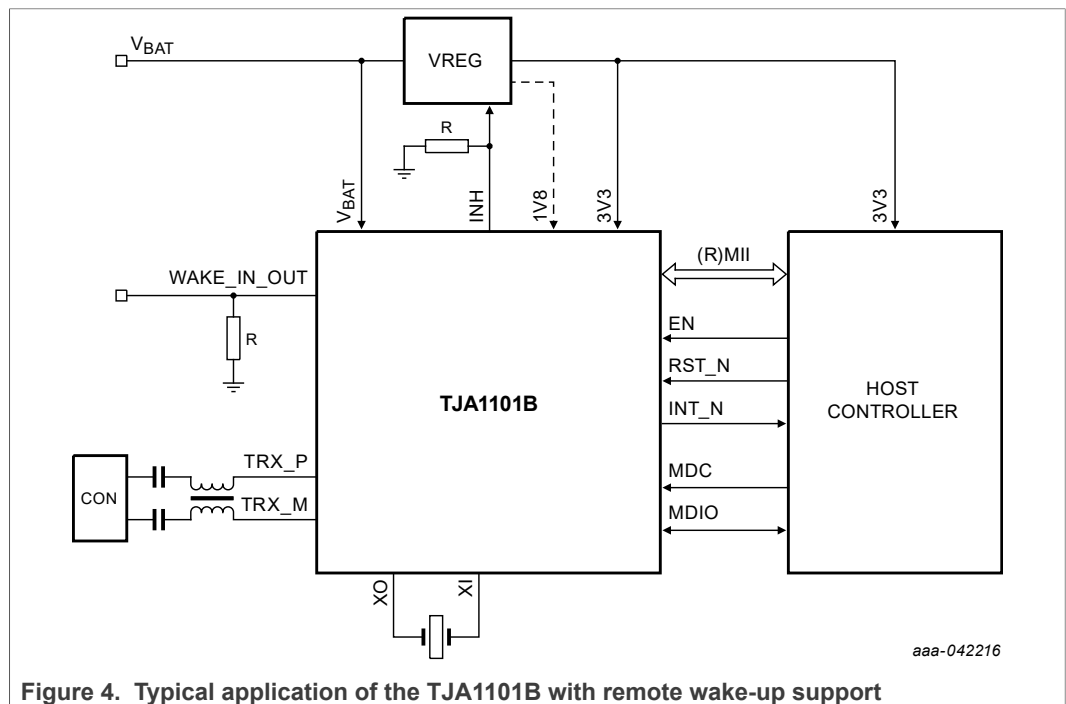 VBAT
VREG
R
VBAT
INH
1V8
3V3
3V3
WAKE_IN_OUT
R
(R)MII
EN
RST_N
INT_N
MDC
MDIO
TJA1101B
HOST
CONTROLLER
CON
TRX_P
TRX_M
XO
XI
aaa-042216
Figure 4. Typical application of the TJA1101B with remote wake-up support